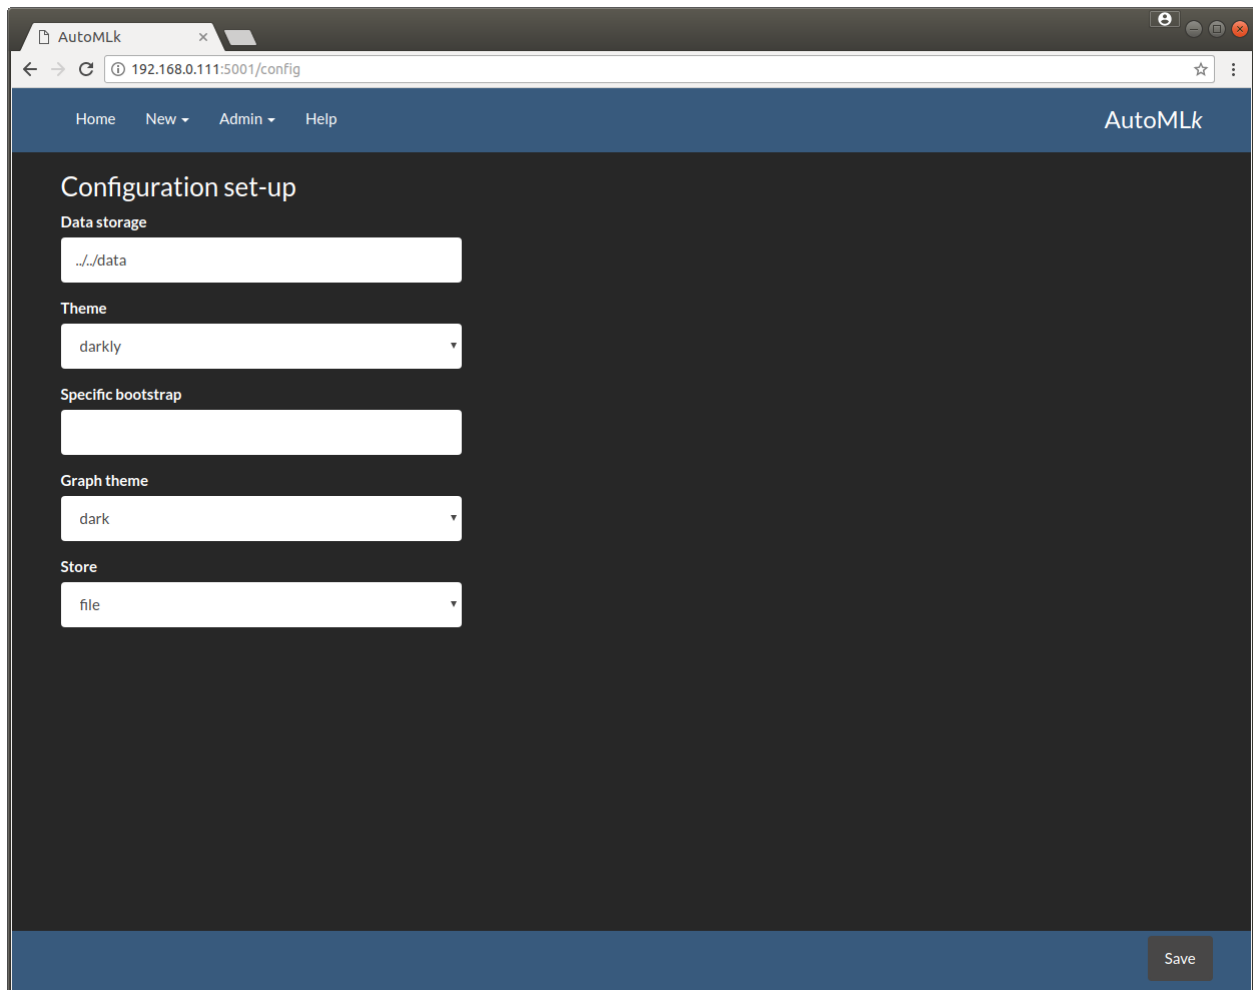 AutoMLk
192.168.0.111:5001/config
Home New Admin Help AutoMLk
Configuration set-up
Data storage
../../data
Theme
darkly
Specific bootstrap
Graph theme
dark
Store
file
Save